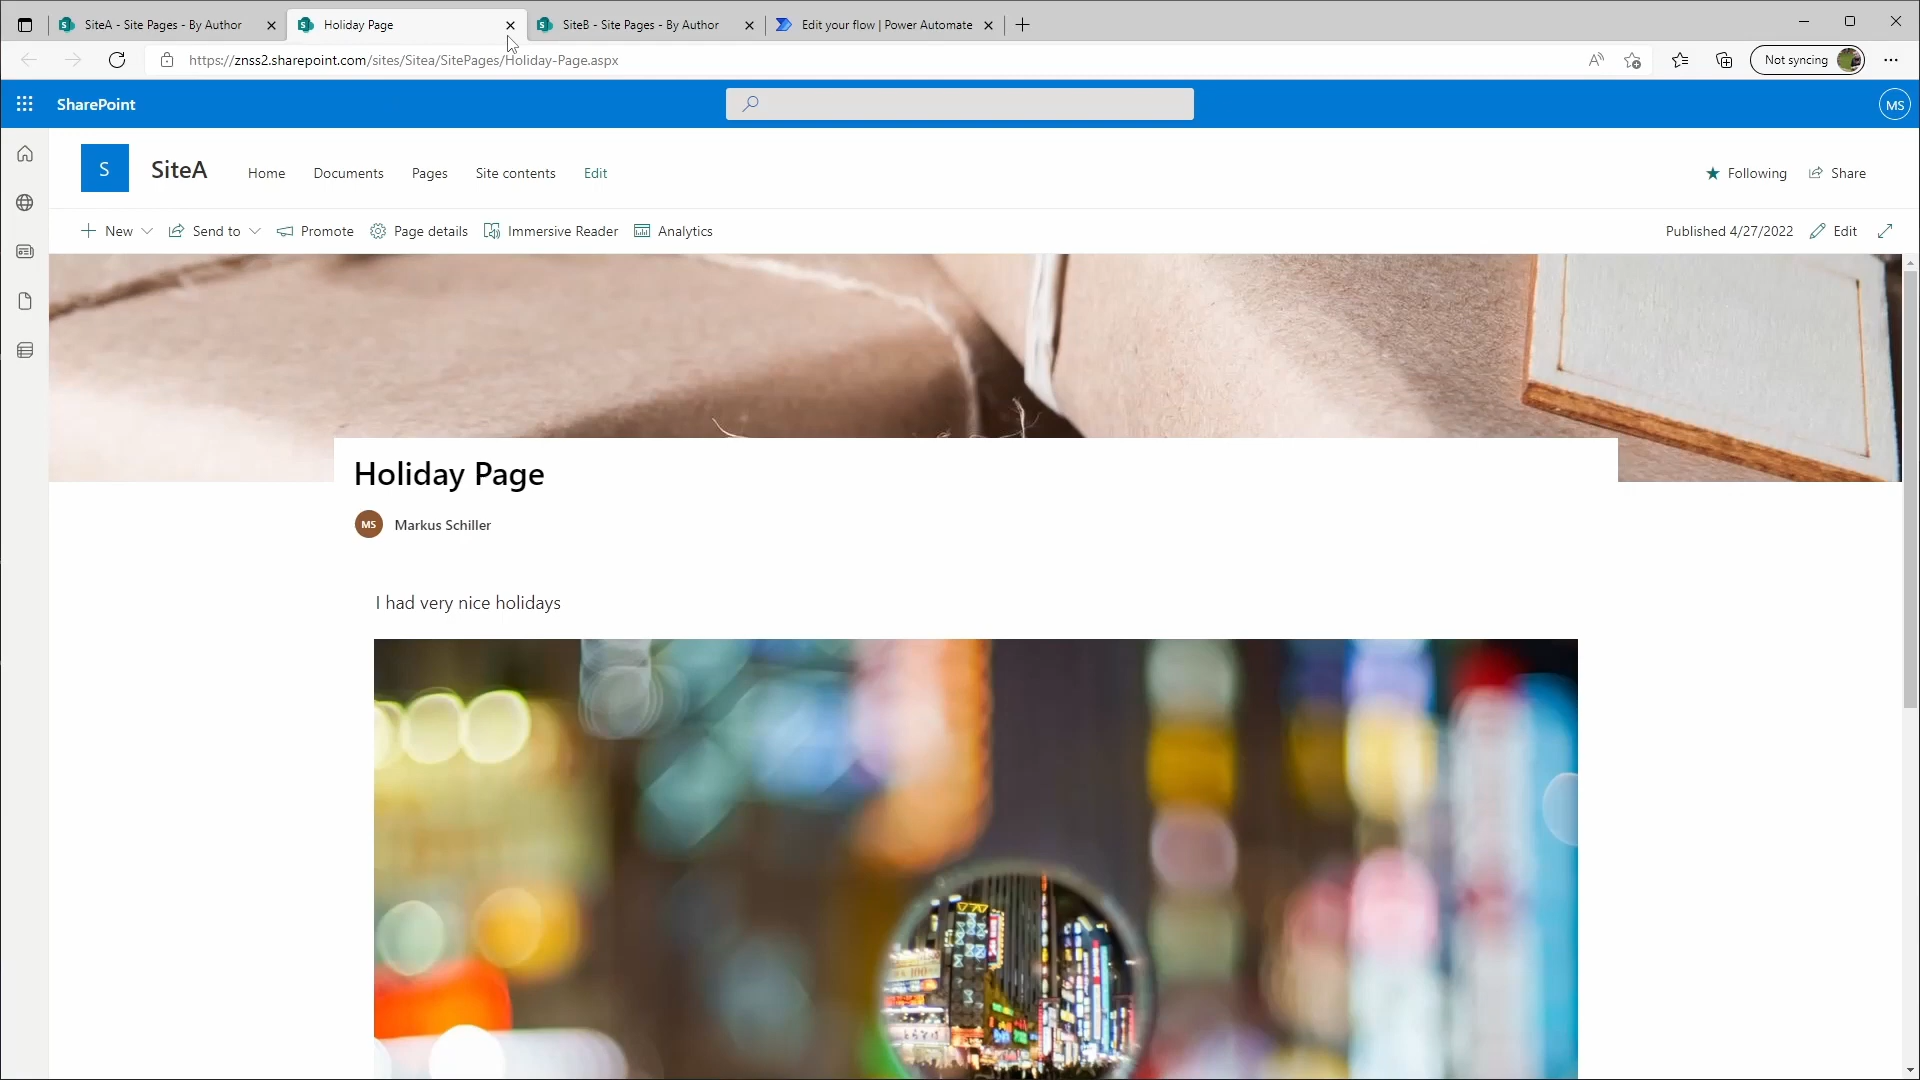 SiteA - Site Pages - By Author
Holiday Page
SiteB - Site Pages - By Author
Edit your flow | Power Automate
https://znss2.sharepoint.com/sites/Sitea/SitePages/Holiday-Page.aspx
Not syncing
SharePoint
MS
S
SiteA
Home
Documents
Pages
Site contents
Edit
Following
Share
New
Send to
Promote
Page details
Immersive Reader
Analytics
Published 4/27/2022
Edit
Holiday Page
MS
Markus Schiller
I had very nice holidays